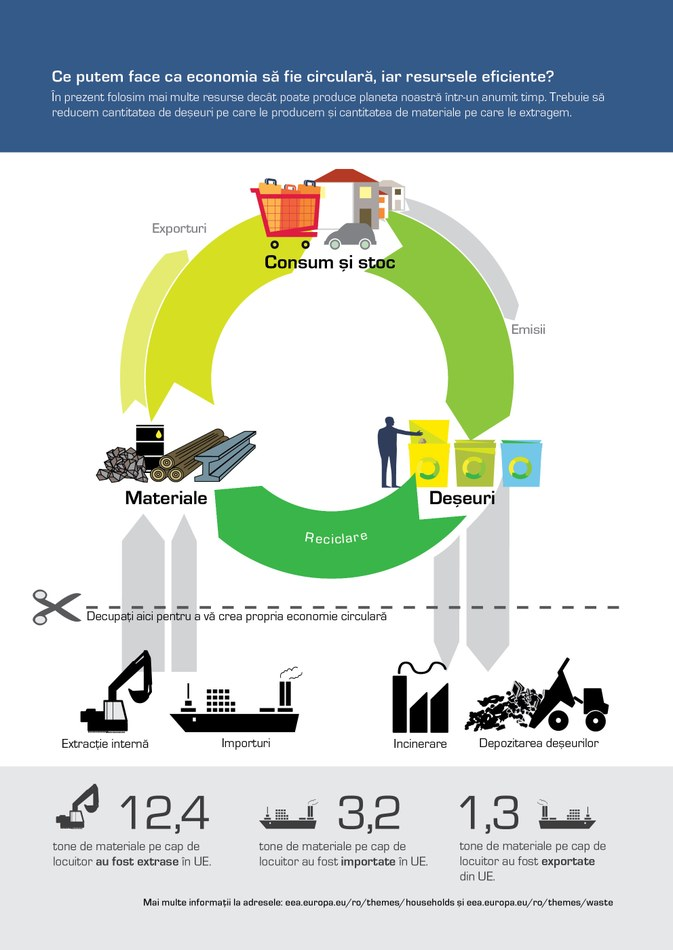 Ce putem face ca economia să fie circulară, iar resursele eficiente?
În prezent folosim mai multe resurse decât poate produce planeta noastră într-un anumit timp. Trebuie să
reducem cantitatea de deșeuri pe care le producem și cantitatea de materiale pe care le extragem.
Exporturi
Consum și stoc
Emisii
Materiale
Deșeuri
Reciclare
Decupați aici pentru a vă crea propria economie circulară
Extracție internă
Importuri
Incinerare
Depozitarea deșeurilor
12,4
tone de materiale pe cap de
locuitor au fost extrase în UE.
3,2
tone de materiale pe cap de
locuitor au fost importate în UE.
1,3
tone de materiale pe cap de
locuitor au fost exportate
din UE.
Mai multe informații la adresele: eea.europa.eu/ro/themes/households și eea.europa.eu/ro/themes/waste